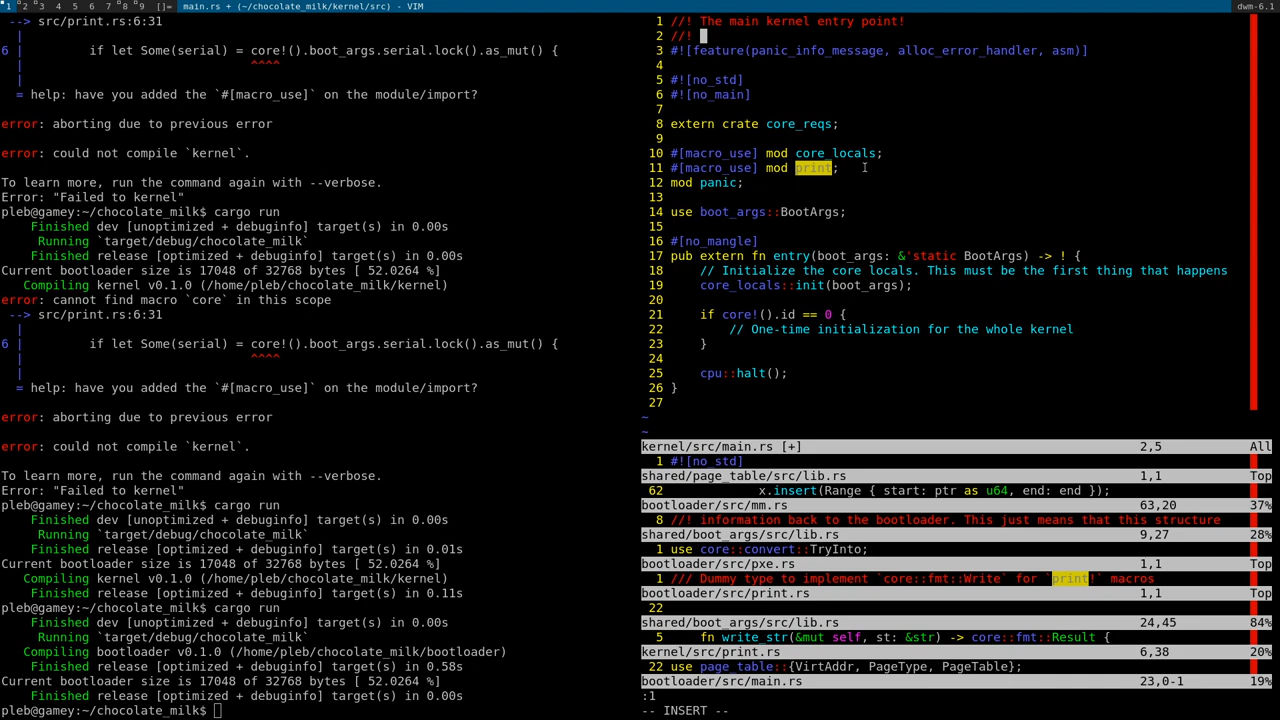 1 2 3 4 5 6 7 8 9 []= main.rs + (~/chocolate_milk/kernel/src) - VIM dwm-6.1
--> src/print.rs:6:31
|
6 |         if let Some(serial) = core!().boot_args.serial.lock().as_mut() {
|                               ^^^^
|
= help: have you added the `#[macro_use]` on the module/import?
error: aborting due to previous error
error: could not compile `kernel`.
To learn more, run the command again with --verbose.
Error: "Failed to kernel"
pleb@gamey:~/chocolate_milk$ cargo run
Finished dev [unoptimized + debuginfo] target(s) in 0.00s
Running `target/debug/chocolate_milk`
Finished release [optimized + debuginfo] target(s) in 0.00s
Current bootloader size is 17048 of 32768 bytes [ 52.0264 %]
Compiling kernel v0.1.0 (/home/pleb/chocolate_milk/kernel)
error: cannot find macro `core` in this scope
--> src/print.rs:6:31
|
6 |         if let Some(serial) = core!().boot_args.serial.lock().as_mut() {
|                               ^^^^
|
= help: have you added the `#[macro_use]` on the module/import?
error: aborting due to previous error
error: could not compile `kernel`.
To learn more, run the command again with --verbose.
Error: "Failed to kernel"
pleb@gamey:~/chocolate_milk$ cargo run
Finished dev [unoptimized + debuginfo] target(s) in 0.00s
Running `target/debug/chocolate_milk`
Finished release [optimized + debuginfo] target(s) in 0.01s
Current bootloader size is 17048 of 32768 bytes [ 52.0264 %]
Compiling kernel v0.1.0 (/home/pleb/chocolate_milk/kernel)
Finished release [optimized + debuginfo] target(s) in 0.11s
pleb@gamey:~/chocolate_milk$ cargo run
Finished dev [unoptimized + debuginfo] target(s) in 0.00s
Running `target/debug/chocolate_milk`
Compiling bootloader v0.1.0 (/home/pleb/chocolate_milk/bootloader)
Finished release [optimized + debuginfo] target(s) in 0.58s
Current bootloader size is 17048 of 32768 bytes [ 52.0264 %]
Finished release [optimized + debuginfo] target(s) in 0.00s
pleb@gamey:~/chocolate_milk$
1 //! The main kernel entry point!
2 //!
3 #![feature(panic_info_message, alloc_error_handler, asm)]
4
5 #![no_std]
6 #![no_main]
7
8 extern crate core_reqs;
9
10 #[macro_use] mod core_locals;
11 #[macro_use] mod print;
12 mod panic;
13
14 use boot_args::BootArgs;
15
16 #[no_mangle]
17 pub extern fn entry(boot_args: &'static BootArgs) -> ! {
18     // Initialize the core locals. This must be the first thing that happens
19     core_locals::init(boot_args);
20
21     if core!().id == 0 {
22         // One-time initialization for the whole kernel
23     }
24
25     cpu::halt();
26 }
27
~
~
kernel/src/main.rs [+] 2,5 All
1 #![no_std]
shared/page_table/src/lib.rs 1,1 Top
62             x.insert(Range { start: ptr as u64, end: end });
bootloader/src/mm.rs 63,20 37%
8 //! information back to the bootloader. This just means that this structure
shared/boot_args/src/lib.rs 9,27 28%
1 use core::convert::TryInto;
bootloader/src/pxe.rs 1,1 Top
1 /// Dummy type to implement `core::fmt::Write` for `print!` macros
bootloader/src/print.rs 1,1 Top
22
shared/boot_args/src/lib.rs 24,45 84%
5     fn write_str(&mut self, st: &str) -> core::fmt::Result {
kernel/src/print.rs 6,38 20%
22 use page_table::{VirtAddr, PageType, PageTable};
bootloader/src/main.rs 23,0-1 19%
:1
-- INSERT --